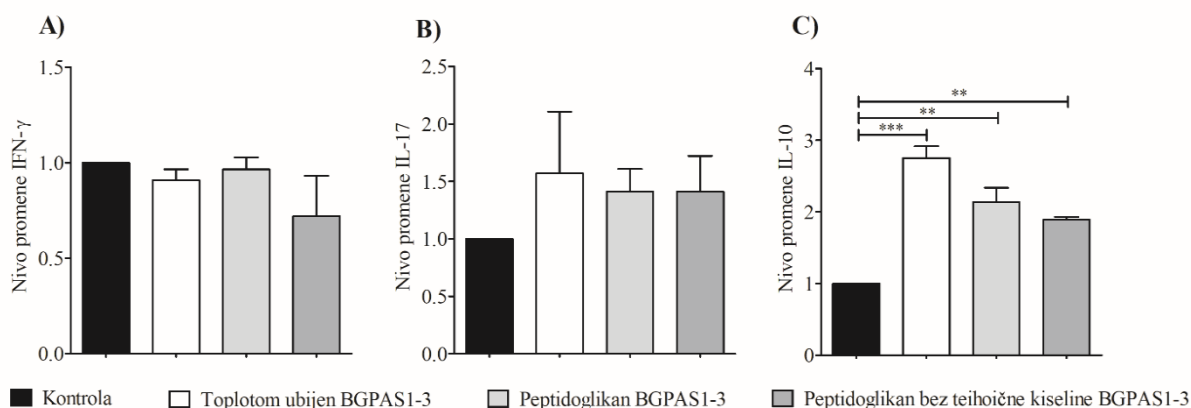 A)
Nivo promene IFN-γ
1.5
1.0
0.5
0.0
B)
Nivo promene IL-17
2.5
2.0
1.5
1.0
0.5
0.0
C)
Nivo promene IL-10
4
3
2
1
0
**
**
***
Kontrola
Toplotom ubijen BGPAS1-3
Peptidoglikan BGPAS1-3
Peptidoglikan bez teihoične kiseline BGPAS1-3